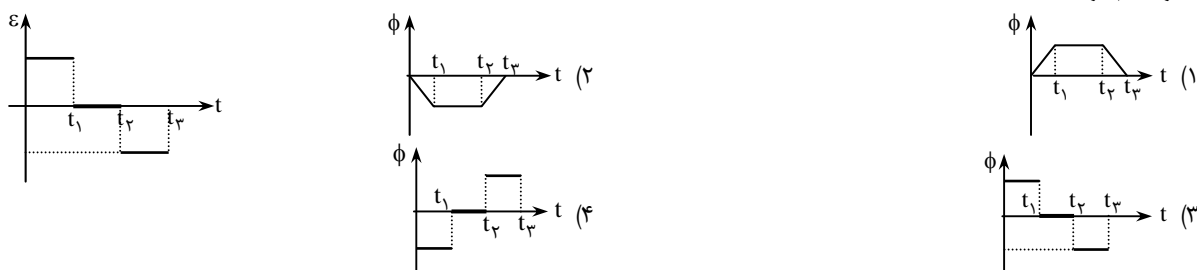 ε
t
t₁ t₂ t₃
ϕ
t₁ t₂ t₃ t (۱
ϕ
t₁ t₂ t₃ t (۲
ϕ
t₁ t₂ t₃ t (۳
ϕ
t₁ t₂ t₃ t (۴